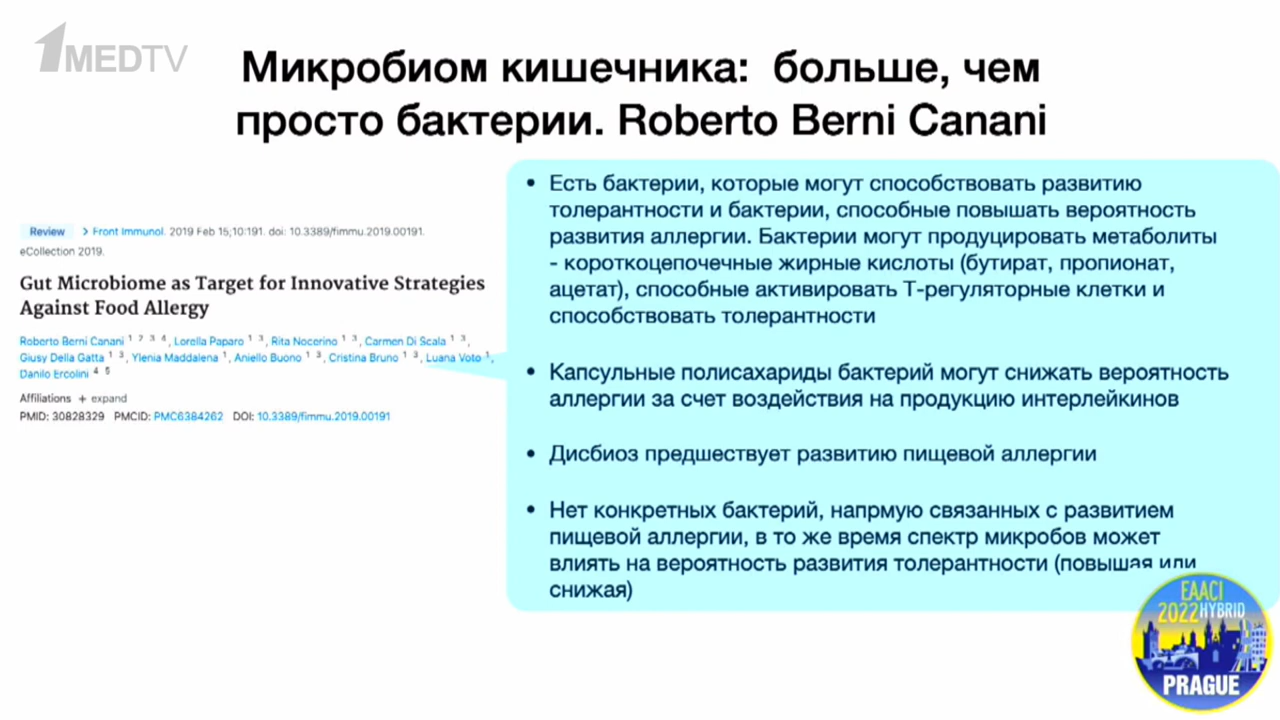 1MEDTV
Микробиом кишечника: больше, чем
просто бактерии. Roberto Berni Canani
Review > Front Immunol. 2019 Feb 15;10:191. doi: 10.3389/fimmu.2019.00191.
eCollection 2019.
Gut Microbiome as Target for Innovative Strategies
Against Food Allergy
Roberto Berni Canani 1 2 3 4, Lorella Paparo 1 3, Rita Nocerino 1 3, Carmen Di Scala 1 3,
Giusy Della Gatta 1 3, Ylenia Maddalena 1, Aniello Buono 1 3, Cristina Bruno 1 3, Luana Voto 1,
Danilo Ercolini 4 5
Affiliations + expand
PMID: 30828329 PMCID: PMC6384262 DOI: 10.3389/fimmu.2019.00191
• Есть бактерии, которые могут способствовать развитию
толерантности и бактерии, способные повышать вероятность
развития аллергии. Бактерии могут продуцировать метаболиты
- короткоцепочечные жирные кислоты (бутират, пропионат,
ацетат), способные активировать Т-регуляторные клетки и
способствовать толерантности
• Капсульные полисахариды бактерий могут снижать вероятность
аллергии за счет воздействия на продукцию интерлейкинов
• Дисбиоз предшествует развитию пищевой аллергии
• Нет конкретных бактерий, напрмую связанных с развитием
пищевой аллергии, в то же время спектр микробов может
влиять на вероятность развития толерантности (повышая или
снижая)
EAACI
2022 HYBRID
PRAGUE